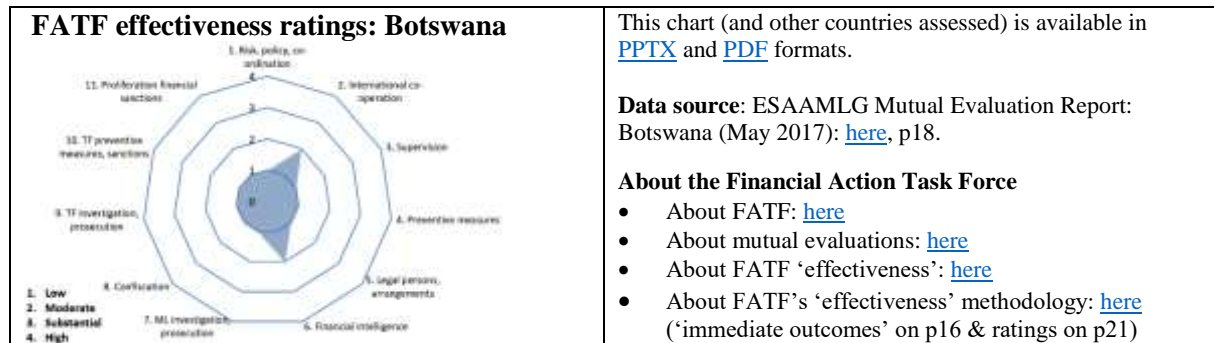 FATF effectiveness ratings: Botswana
1. Risk, policy, co-
ordination
2. International co-
operation
3. Supervision
4. Preventive measures
5. Legal persons,
arrangements
6. Financial intelligence
7. ML investigation,
prosecution
8. Confiscation
9. TF investigation,
prosecution
10. TF preventive
measures, sanctions
11. Proliferation financial
sanctions
4
3
2
1
0
1. Low
2. Moderate
3. Substantial
4. High
This chart (and other countries assessed) is available in
PPTX and PDF formats.
Data source: ESAAMLG Mutual Evaluation Report:
Botswana (May 2017): here, p18.
About the Financial Action Task Force
• About FATF: here
• About mutual evaluations: here
• About FATF ‘effectiveness’: here
• About FATF’s ‘effectiveness’ methodology: here
(‘immediate outcomes’ on p16 & ratings on p21)